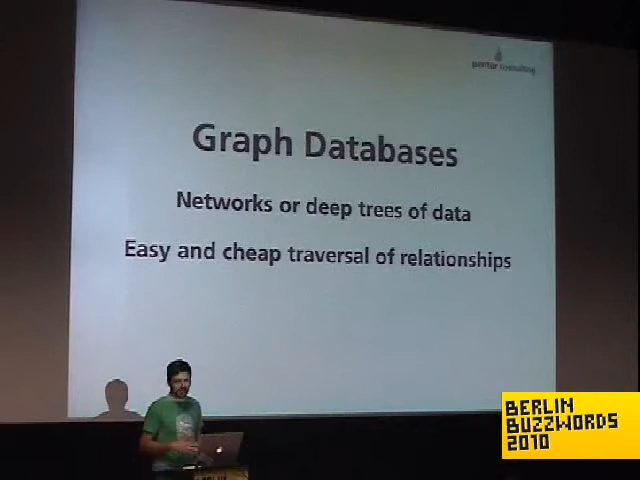 Graph Databases
Networks or deep trees of data
Easy and cheap traversal of relationships
BERLIN
BUZZWORDS
2010